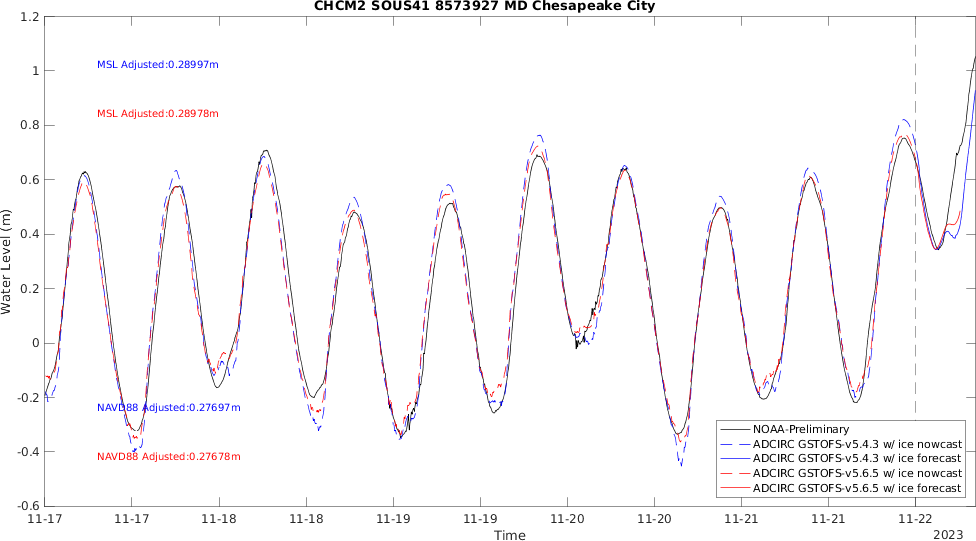 CHCM2 SOUS41 8573927 MD Chesapeake City
1.2
1
0.8
0.6
0.4
0.2
0
-0.2
-0.4
-0.6
Water Level (m)
MSL Adjusted:0.28997m
MSL Adjusted:0.28978m
NAVD88 Adjusted:0.27697m
NAVD88 Adjusted:0.27678m
NOAA-Preliminary
ADCIRC GSTOFS-v5.4.3 w/ ice nowcast
ADCIRC GSTOFS-v5.4.3 w/ ice forecast
ADCIRC GSTOFS-v5.6.5 w/ ice nowcast
ADCIRC GSTOFS-v5.6.5 w/ ice forecast
11-17 11-17 11-18 11-18 11-19 11-19 11-20 11-20 11-21 11-21 11-22
Time
2023